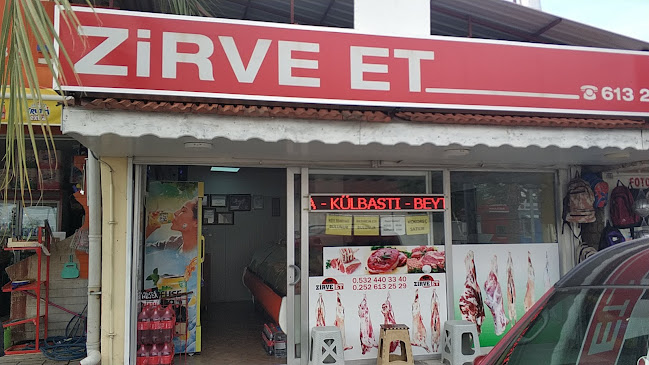 ZiRVE ET
☎ 613 2
A - KÜLBASTI - BEYT
0.532 440 33 40
0.252 613 25 29
ZIRVE ET
ZIRVE ET
FOTO